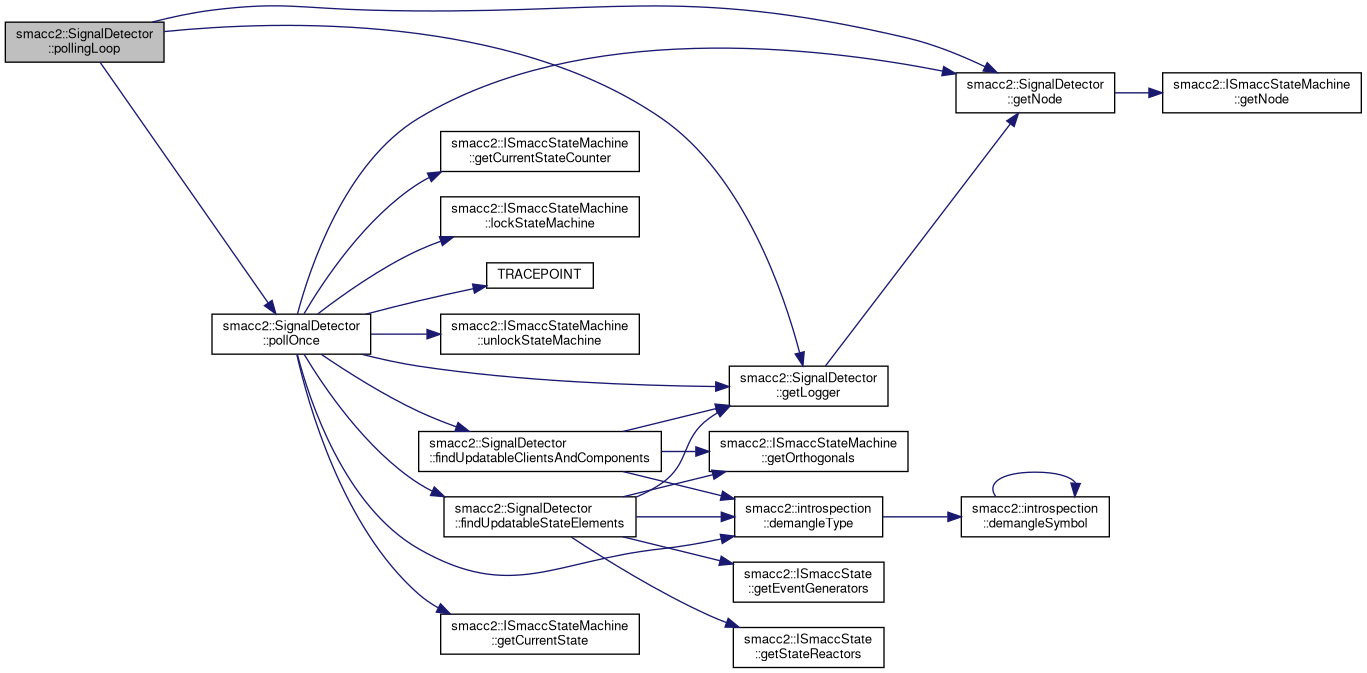 smacc2::SignalDetector
::pollingLoop
smacc2::SignalDetector
::getNode
smacc2::ISmaccStateMachine
::getNode
smacc2::ISmaccStateMachine
::getCurrentStateCounter
smacc2::ISmaccStateMachine
::lockStateMachine
TRACEPOINT
smacc2::SignalDetector
::pollOnce
smacc2::ISmaccStateMachine
::unlockStateMachine
smacc2::SignalDetector
::getLogger
smacc2::SignalDetector
::findUpdatableClientsAndComponents
smacc2::ISmaccStateMachine
::getOrthogonals
smacc2::SignalDetector
::findUpdatableStateElements
smacc2::introspection
::demangleType
smacc2::introspection
::demangleSymbol
smacc2::ISmaccState
::getEventGenerators
smacc2::ISmaccStateMachine
::getCurrentState
smacc2::ISmaccState
::getStateReactors